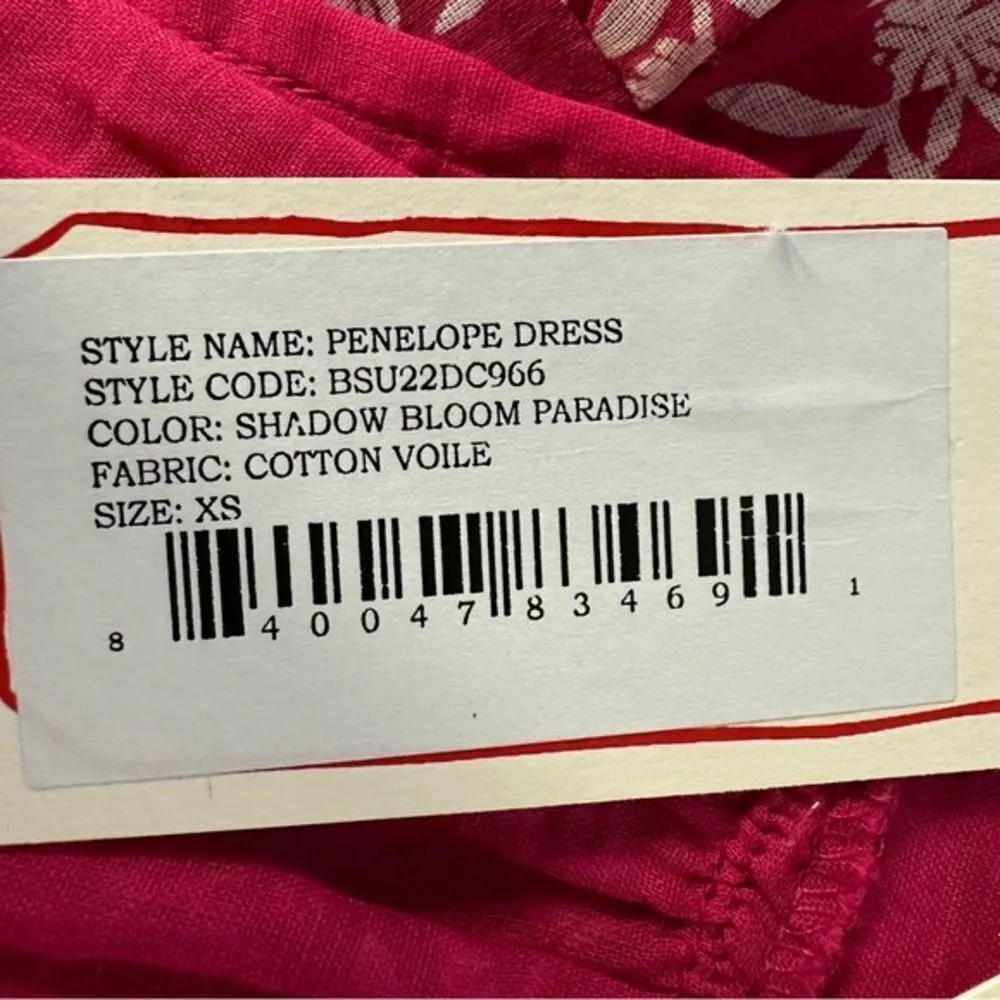 STYLE NAME: PENELOPE DRESS
STYLE CODE: BSU22DC966
COLOR: SHADOW BLOOM PARADISE
FABRIC: COTTON VOILE
SIZE: XS
8 40047 83469 1